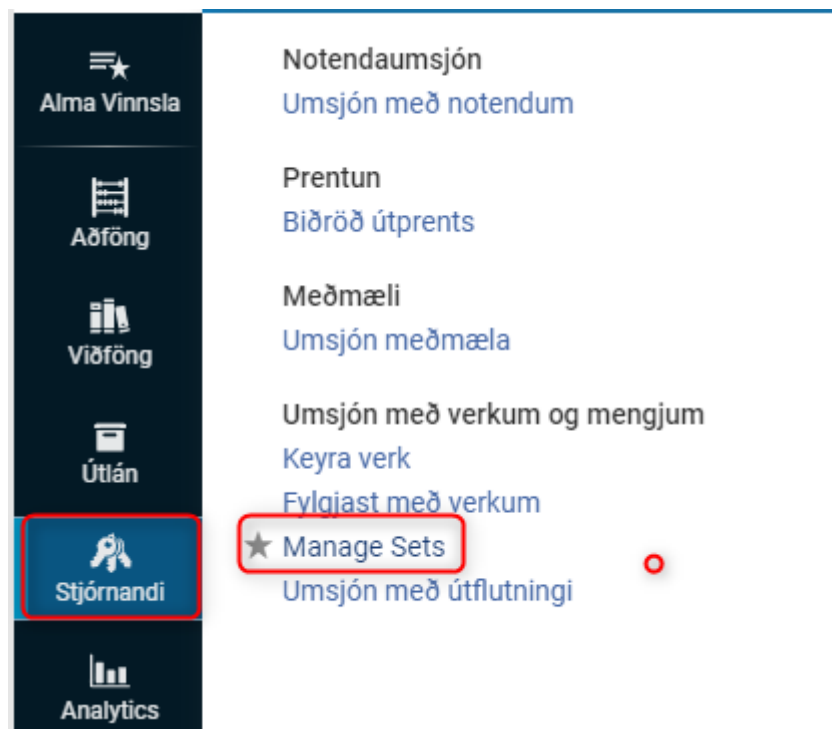 Alma Vinnsla
Aðföng
Viðföng
Útlán
Stjórnandi
Analytics
Notendaumsjón
Umsjón með notendum
Prentun
Biðröð útprents
Meðmæli
Umsjón meðmæla
Umsjón með verkum og mengjum
Keyra verk
Fylgjast með verkum
Manage Sets
Umsjón með útflutningi